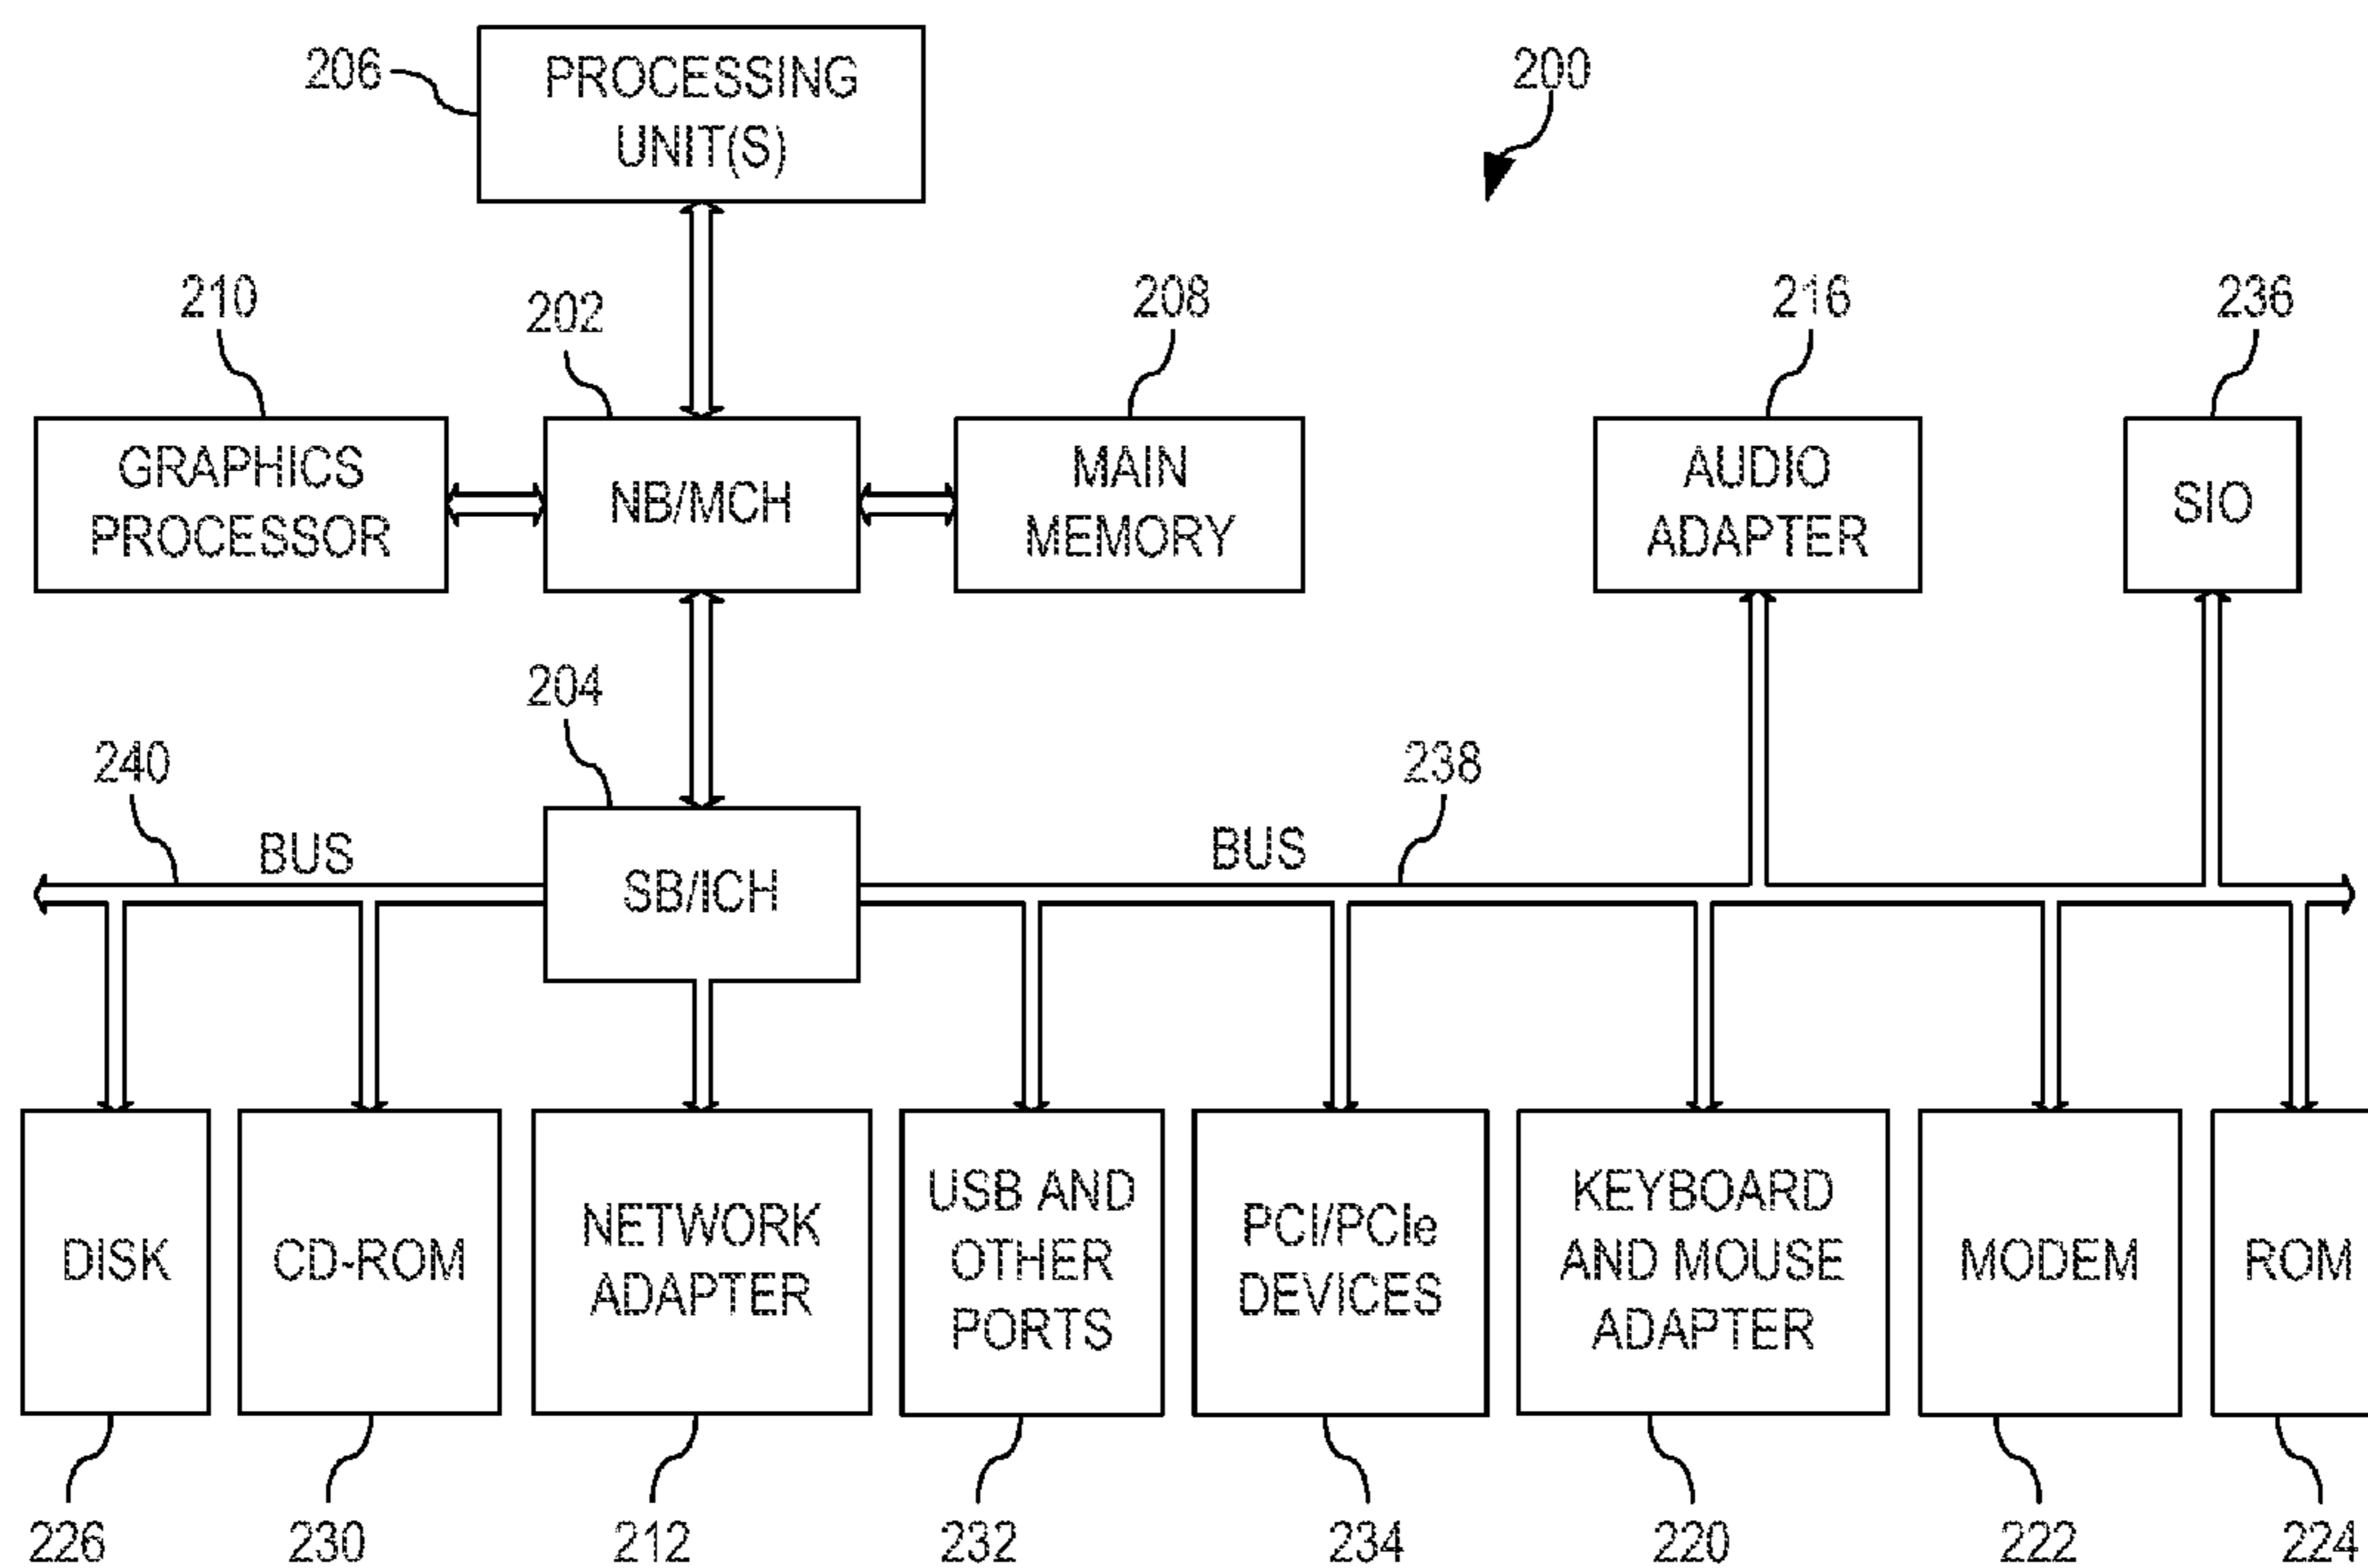 206
PROCESSING
UNIT(S)
200
210
202
208
216
236
GRAPHICS
PROCESSOR
NB/MCH
MAIN
MEMORY
AUDIO
ADAPTER
SIO
204
240
238
BUS
BUS
SB/ICH
DISK
CD-ROM
NETWORK
ADAPTER
USB AND
OTHER
PORTS
PCI/PCIe
DEVICES
KEYBOARD
AND MOUSE
ADAPTER
MODEM
ROM
226
230
212
232
234
220
222
224